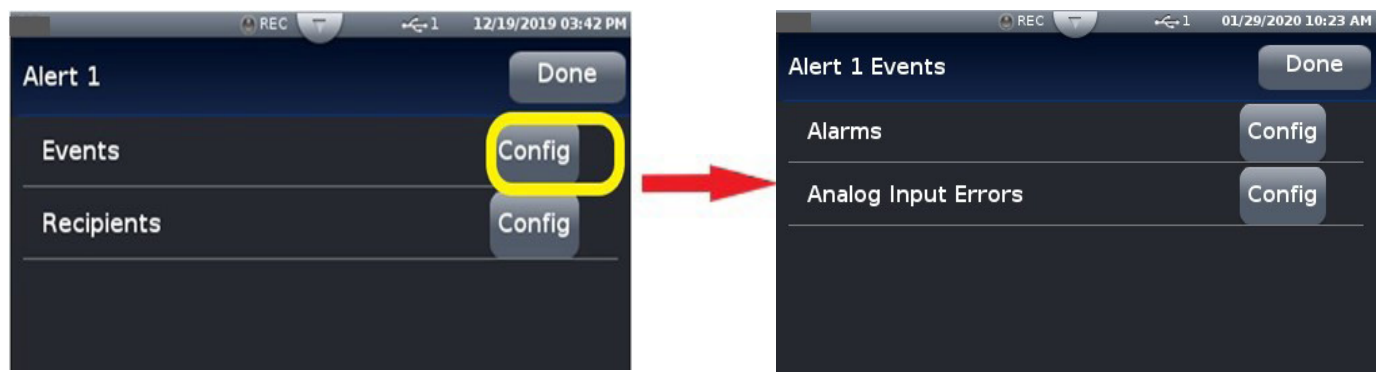 REC 1 12/19/2019 03:42 PM
Alert 1 Done
Events Config
Recipients Config
REC 1 01/29/2020 10:23 AM
Alert 1 Events Done
Alarms Config
Analog Input Errors Config